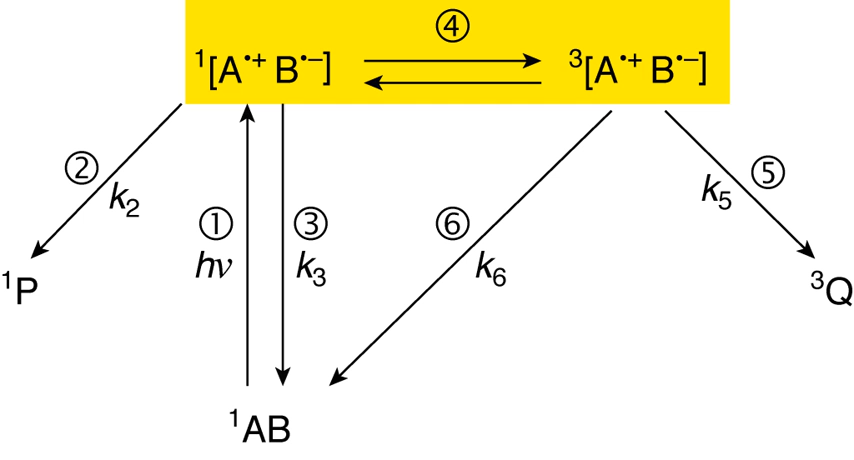 ④
¹[A•+ B•−] ³[A•+ B•−]
② ⑤
k₂ k₅
① ③ ⑥
hν k₃ k₆
¹P ³Q
¹AB